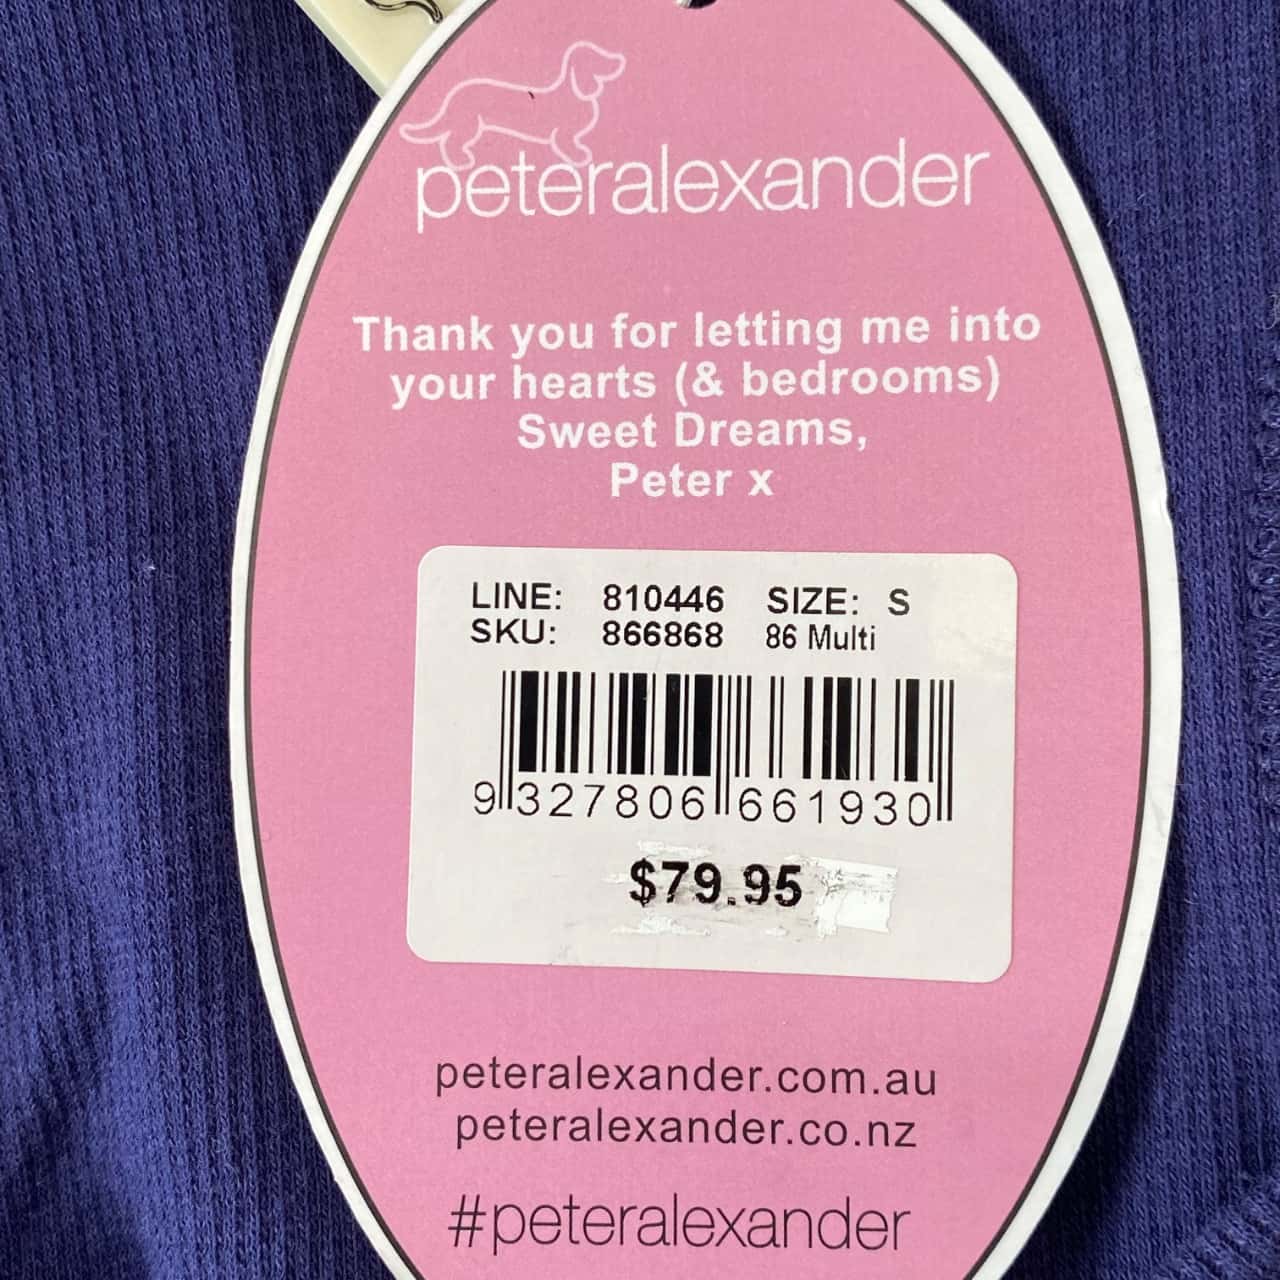 peteralexander
Thank you for letting me into
your hearts (& bedrooms)
Sweet Dreams,
Peter x
LINE: 810446 SIZE: S
SKU: 866868 86 Multi
9 327806 661930
$79.95
peteralexander.com.au
peteralexander.co.nz
#peteralexander